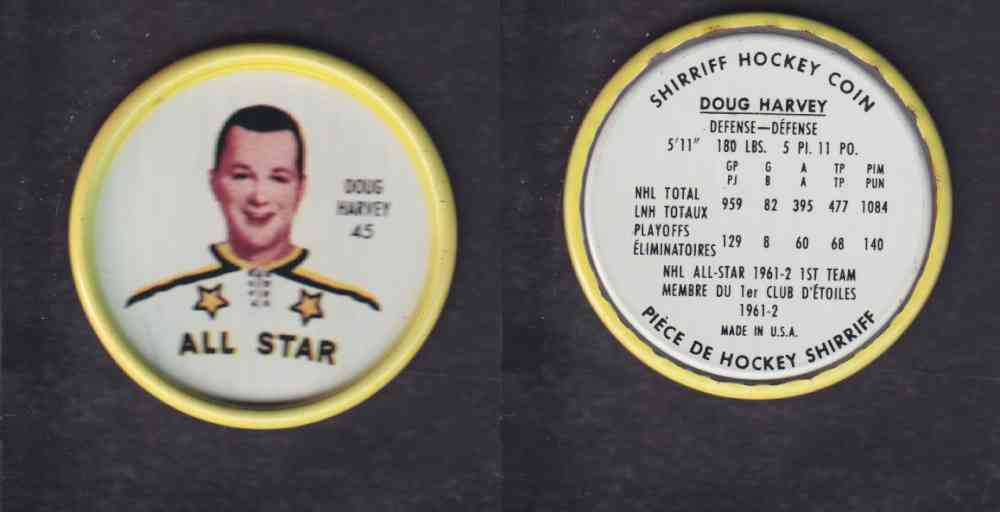 DOUG
HARVEY
45
ALL STAR
SHIRRIFF HOCKEY COIN
DOUG HARVEY
DEFENSE—DÉFENSE
5'11" 180 LBS. 5 PI. 11 PO.
GP G A TP PIM
PJ B A TP PUN
NHL TOTAL
LNH TOTAUX 959 82 395 477 1084
PLAYOFFS
ÉLIMINATOIRES 129 8 60 68 140
NHL ALL-STAR 1961-2 1ST TEAM
MEMBRE DU 1er CLUB D'ÉTOILES
1961-2
MADE IN U.S.A.
PIÈCE DE HOCKEY SHIRRIFF